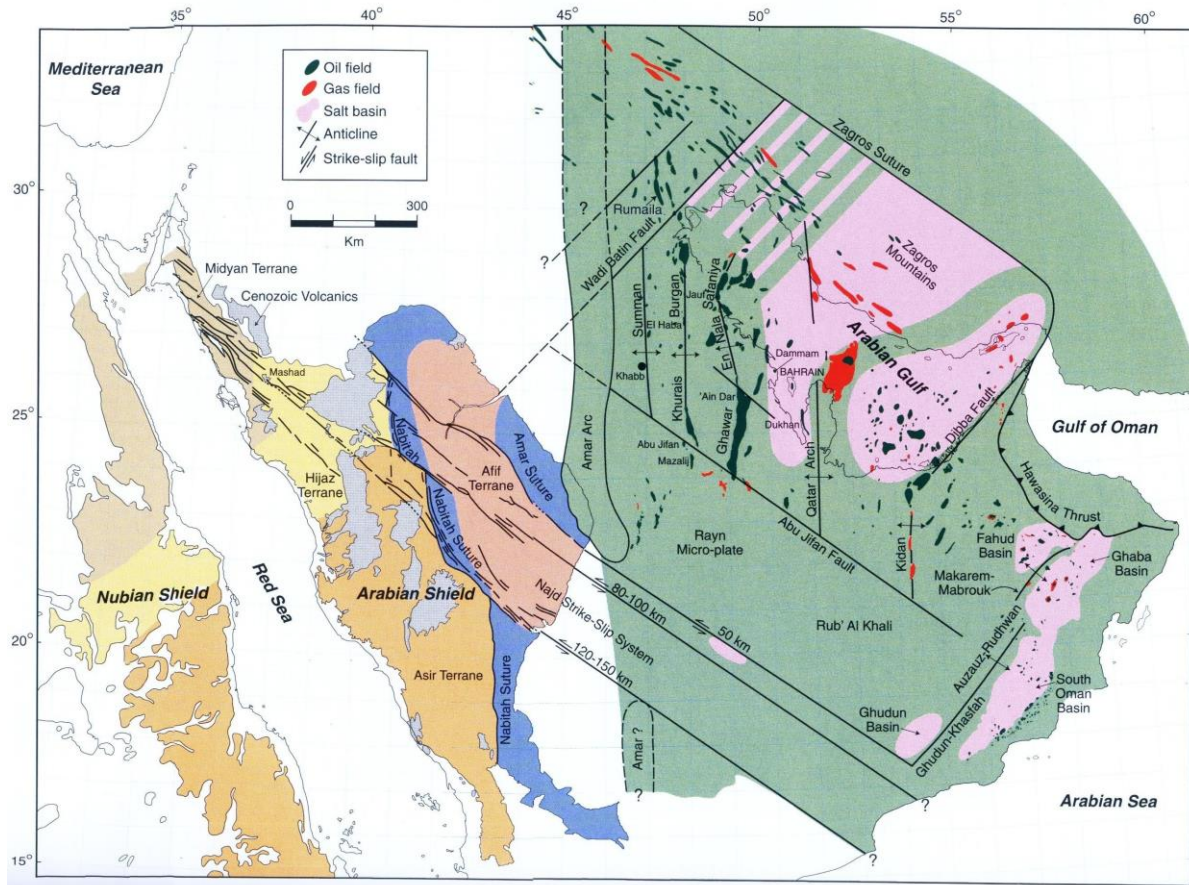 35°
40°
45°
50°
55°
60°
Mediterranean
Sea
Oil field
Gas field
Salt basin
Anticline
Strike-slip fault
0
300
Km
30°
25°
20°
15°
Midyan Terrane
Cenozoic Volcanics
Mashad
Hijaz
Terrane
Nabitah
Nabitah Suture
Nabitah Suture
Afif
Terrane
Amar Suture
Nubian Shield
Red Sea
Arabian Shield
Asir Terrane
Najd Strike-Slip System
80-100 km
50 km
120-150 km
?
?
?
?
?
Amar Arc
Amar ?
Rumaila
Wadi Batin Fault
Zagros Suture
Zagros
Mountains
Summan
El Haba
Khabb
Burgan
Khurais
Jauf
Safaniya
En Nala
'Ain Dar
Ghawar
Dammam
BAHRAIN
Dukhan
Qatar Arch
Arabian
Gulf
Abu Jifan
Mazalij
Abu Jifan Fault
Rayn
Micro-plate
Rub' Al Khali
Kidan
Dibba Fault
Gulf of Oman
Hawasina Thrust
Fahud
Basin
Ghaba
Basin
Makarem-
Mabrouk
Auzauz-Rudhwan
Ghudun-Khasfah
South
Oman
Basin
Ghudun
Basin
Arabian Sea